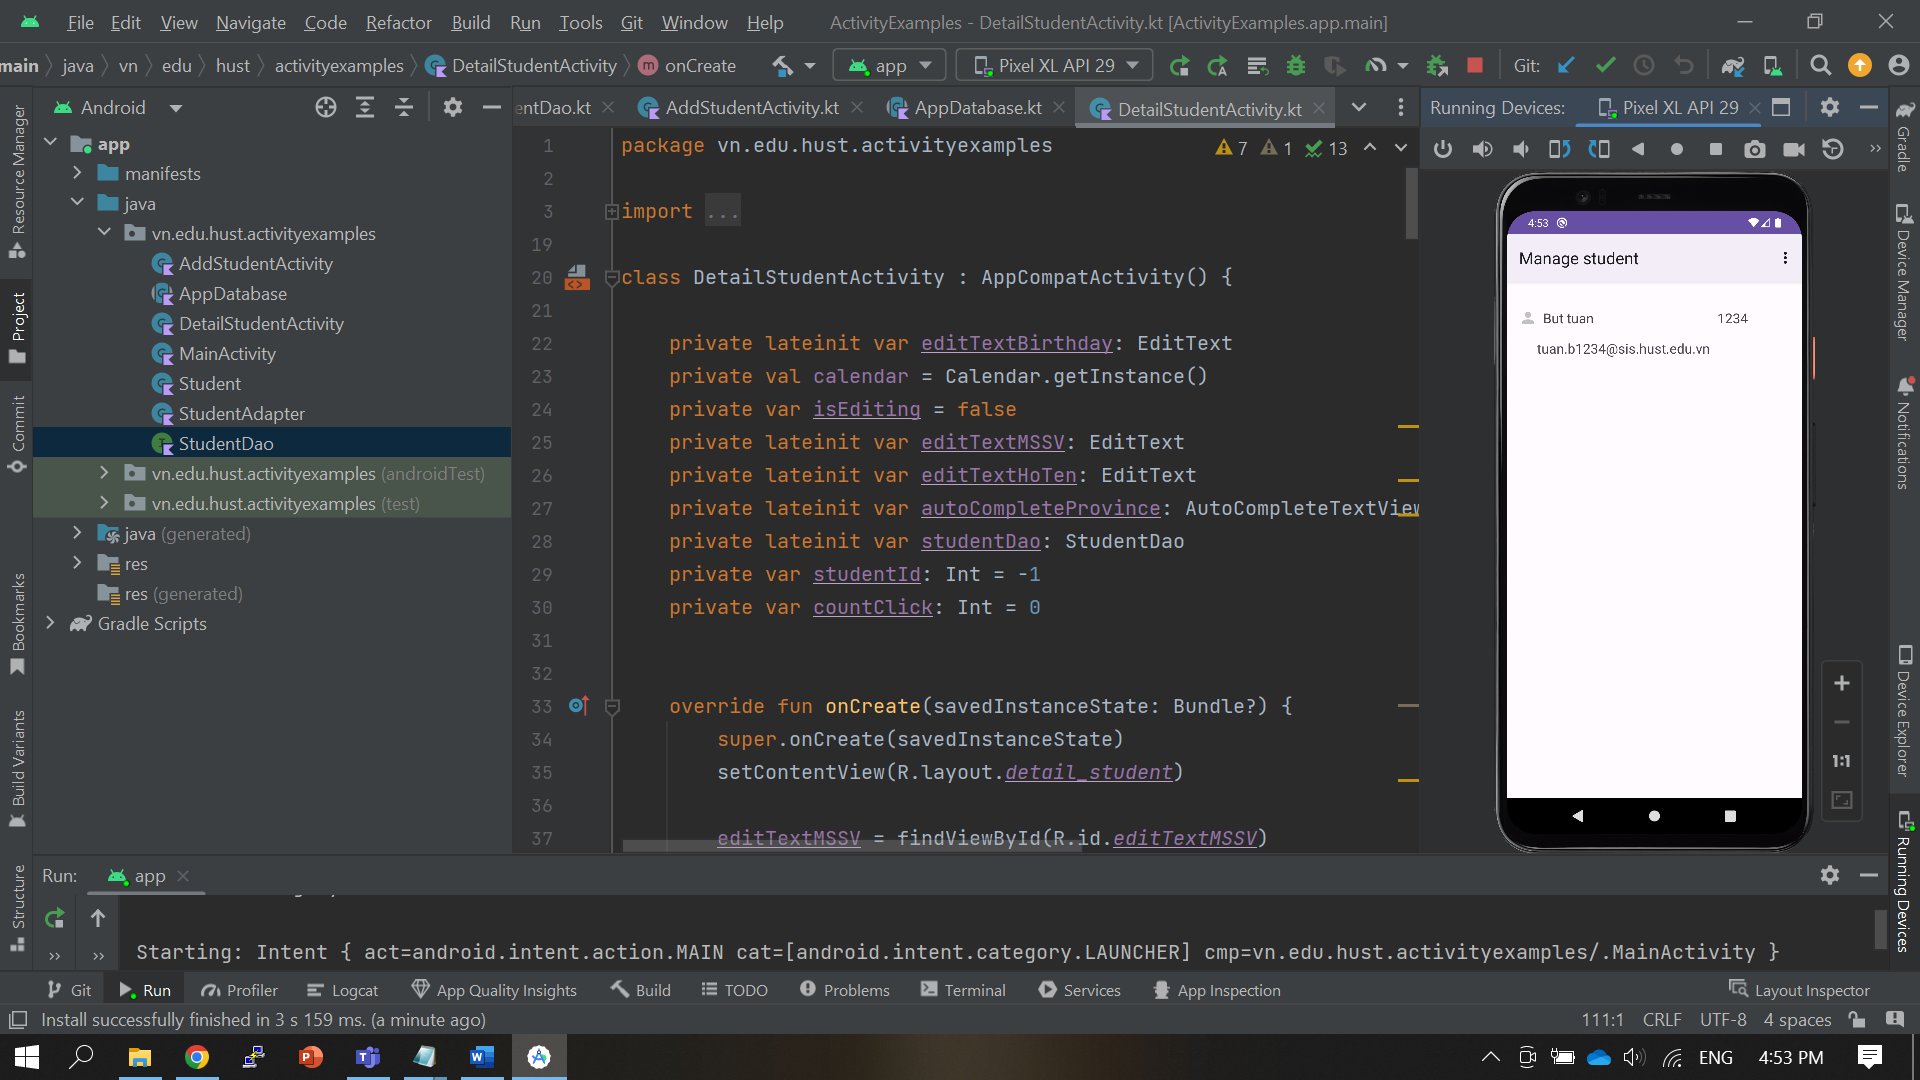 File Edit View Navigate Code Refactor Build Run Tools Git Window Help ActivityExamples - DetailStudentActivity.kt [ActivityExamples.app.main]
main java vn edu hust activityexamples DetailStudentActivity onCreate app Pixel XL API 29 Git:
Android
entDao.kt AddStudentActivity.kt AppDatabase.kt DetailStudentActivity.kt
Running Devices: Pixel XL API 29
Resource Manager
Project
Commit
Bookmarks
Build Variants
Structure
app
manifests
java
vn.edu.hust.activityexamples
AddStudentActivity
AppDatabase
DetailStudentActivity
MainActivity
Student
StudentAdapter
StudentDao
vn.edu.hust.activityexamples (androidTest)
vn.edu.hust.activityexamples (test)
java (generated)
res
res (generated)
Gradle Scripts
7 1 13
1 package vn.edu.hust.activityexamples
2
3 import ...
19
20 class DetailStudentActivity : AppCompatActivity() {
21
22 private lateinit var editTextBirthday: EditText
23 private val calendar = Calendar.getInstance()
24 private var isEditing = false
25 private lateinit var editTextMSSV: EditText
26 private lateinit var editTextHoTen: EditText
27 private lateinit var autoCompleteProvince: AutoCompleteTextView
28 private lateinit var studentDao: StudentDao
29 private var studentId: Int = -1
30 private var countClick: Int = 0
31
32
33 override fun onCreate(savedInstanceState: Bundle?) {
34 super.onCreate(savedInstanceState)
35 setContentView(R.layout.detail_student)
36
37 editTextMSSV = findViewById(R.id.editTextMSSV)
4:53
Manage student
But tuan 1234
tuan.b1234@sis.hust.edu.vn
1:1
Gradle
Device Manager
Notifications
Device Explorer
Running Devices
Run: app
Starting: Intent { act=android.intent.action.MAIN cat=[android.intent.category.LAUNCHER] cmp=vn.edu.hust.activityexamples/.MainActivity }
Git Run Profiler Logcat App Quality Insights Build TODO Problems Terminal Services App Inspection Layout Inspector
Install successfully finished in 3 s 159 ms. (a minute ago) 111:1 CRLF UTF-8 4 spaces
ENG 4:53 PM